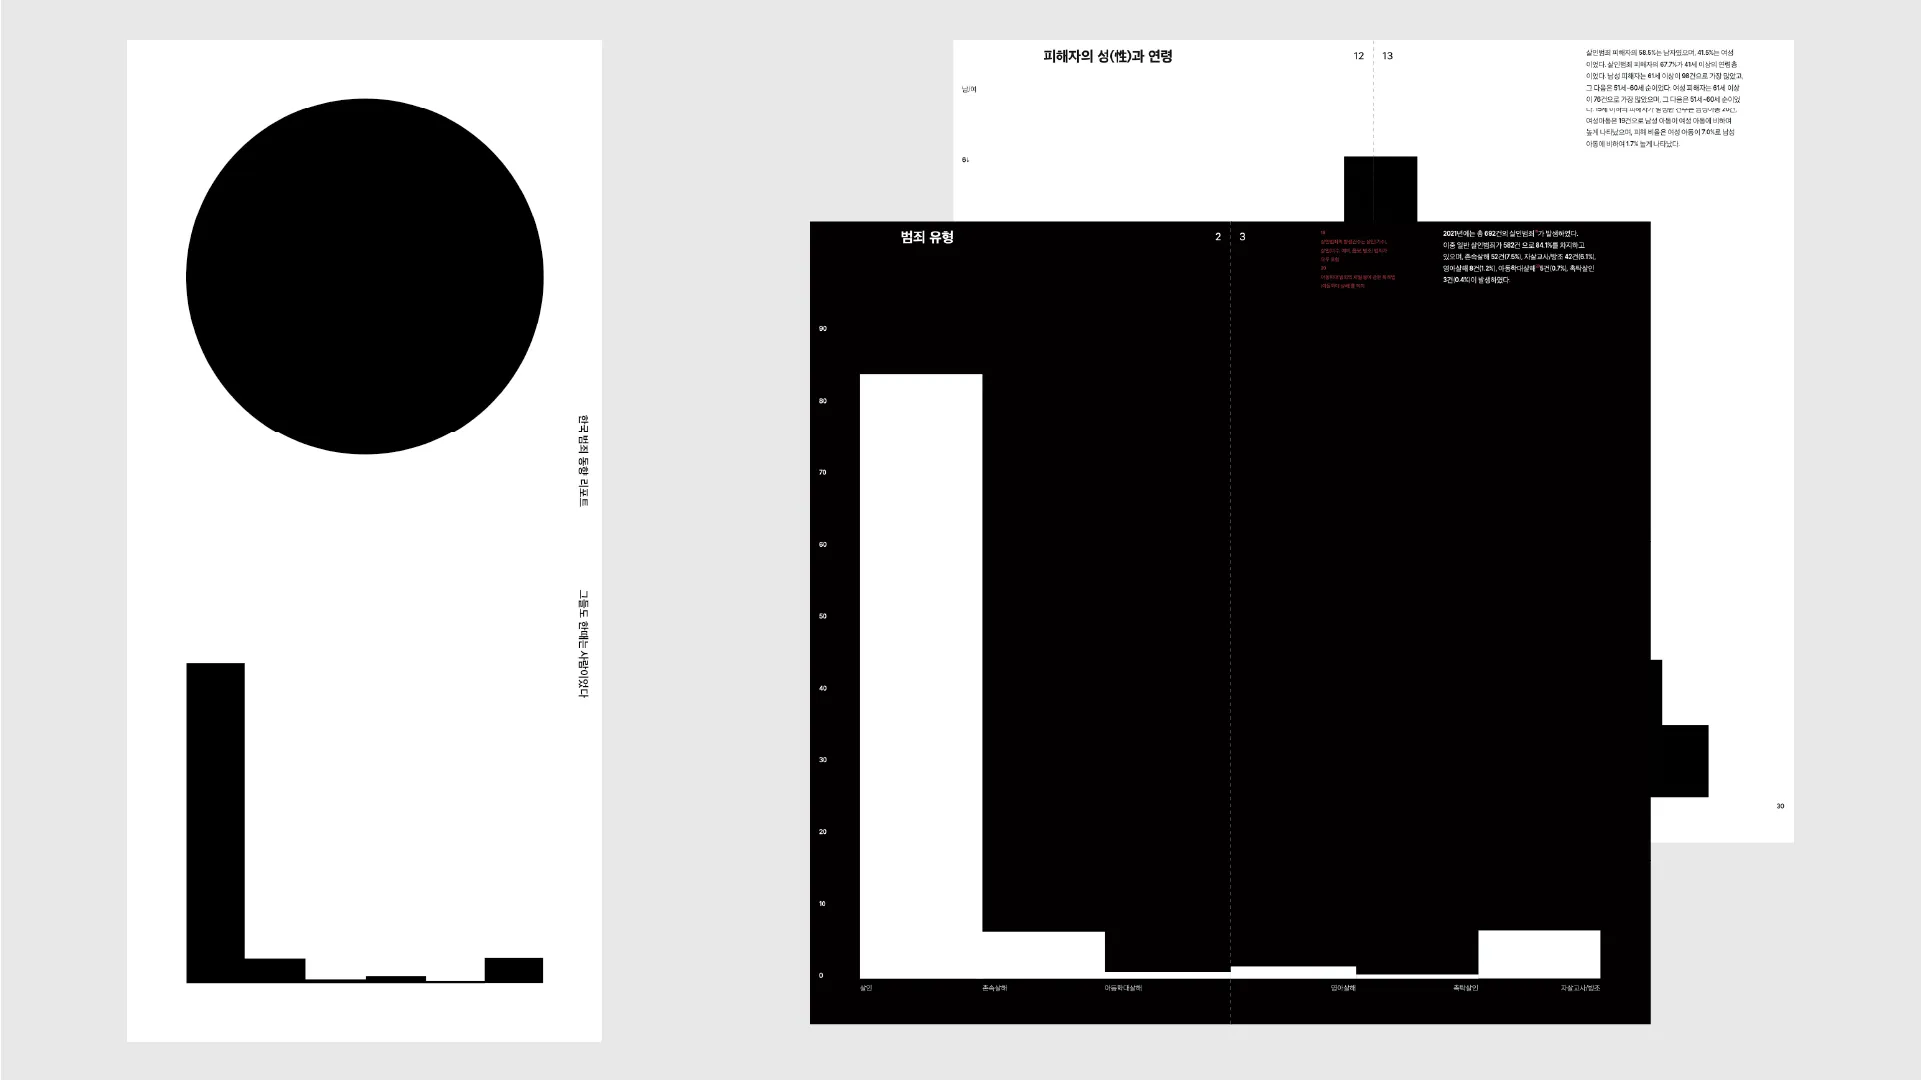 한국 범죄 동향 리포트
그들도 한때는 사람이었다
피해자의 성(性)과 연령
12
13
남/여
6↓
살인범죄 피해자의 58.5%는 남자였으며, 41.5%는 여성
이었다. 살인범죄 피해자의 67.7%가 41세 이상의 연령층
이었다. 남성 피해자는 61세 이상이 98건으로 가장 많았고,
그 다음은 51세~60세 순이었다. 여성 피해자는 61세 이상
이 76건으로 가장 많았으며, 그 다음은 51세~60세 순이었
여성아동은 19건으로 남성 아동이 여성 아동에 비하여
높게 나타났으며, 피해 비율은 여성 아동이 7.0%로 남성
아동에 비하여 1.7% 높게 나타났다.
30
범죄 유형
2
3
19
20
2021년에는 총 692건의 살인범죄가 발생하였다.
이중 일반 살인범죄가 582건 으로 84.1%를 차지하고
있으며, 존속살해 52건(7.5%), 자살교사/방조 42건(6.1%),
영아살해 8건(1.2%), 아동학대살해 5건(0.7%), 촉탁살인
3건(0.4%)이 발생하였다.
90
80
70
60
50
40
30
20
10
0
살인
존속살해
아동학대살해
영아살해
촉탁살인
자살교사/방조